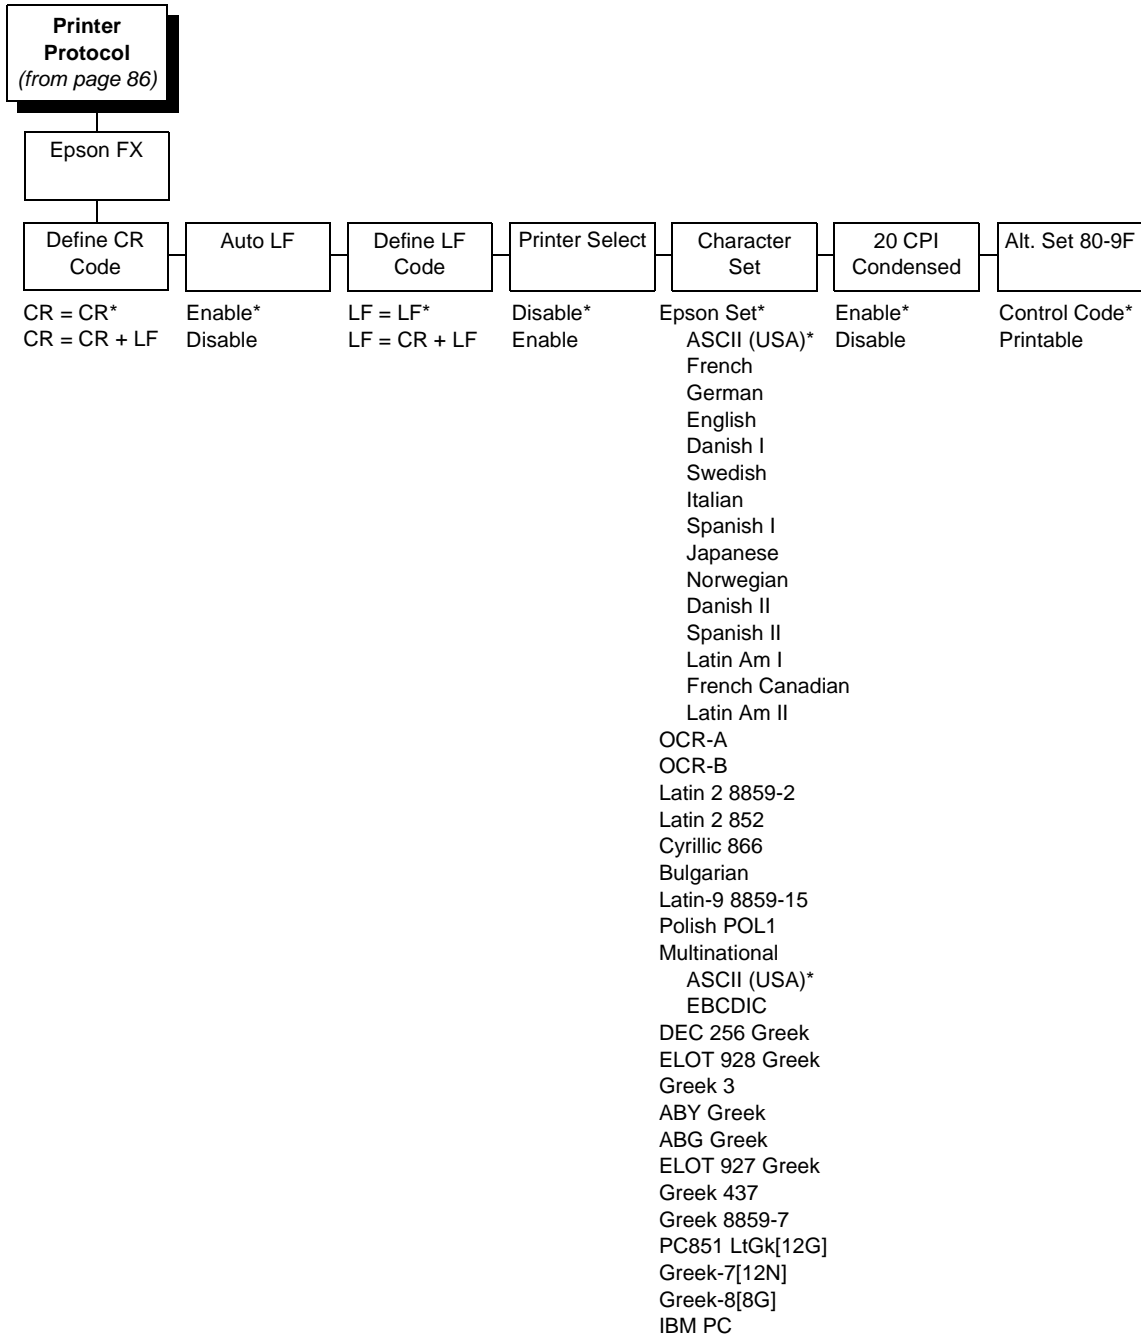 Printer
Protocol
(from page 86)
Epson FX
Define CR
Code
Auto LF
Define LF
Code
Printer Select
Character
Set
20 CPI
Condensed
Alt. Set 80-9F
CR = CR*
CR = CR + LF
Enable*
Disable
LF = LF*
LF = CR + LF
Disable*
Enable
Epson Set*
ASCII (USA)*
French
German
English
Danish I
Swedish
Italian
Spanish I
Japanese
Norwegian
Danish II
Spanish II
Latin Am I
French Canadian
Latin Am II
OCR-A
OCR-B
Latin 2 8859-2
Latin 2 852
Cyrillic 866
Bulgarian
Latin-9 8859-15
Polish POL1
Multinational
ASCII (USA)*
EBCDIC
DEC 256 Greek
ELOT 928 Greek
Greek 3
ABY Greek
ABG Greek
ELOT 927 Greek
Greek 437
Greek 8859-7
PC851 LtGk[12G]
Greek-7[12N]
Greek-8[8G]
IBM PC
Enable*
Disable
Control Code*
Printable